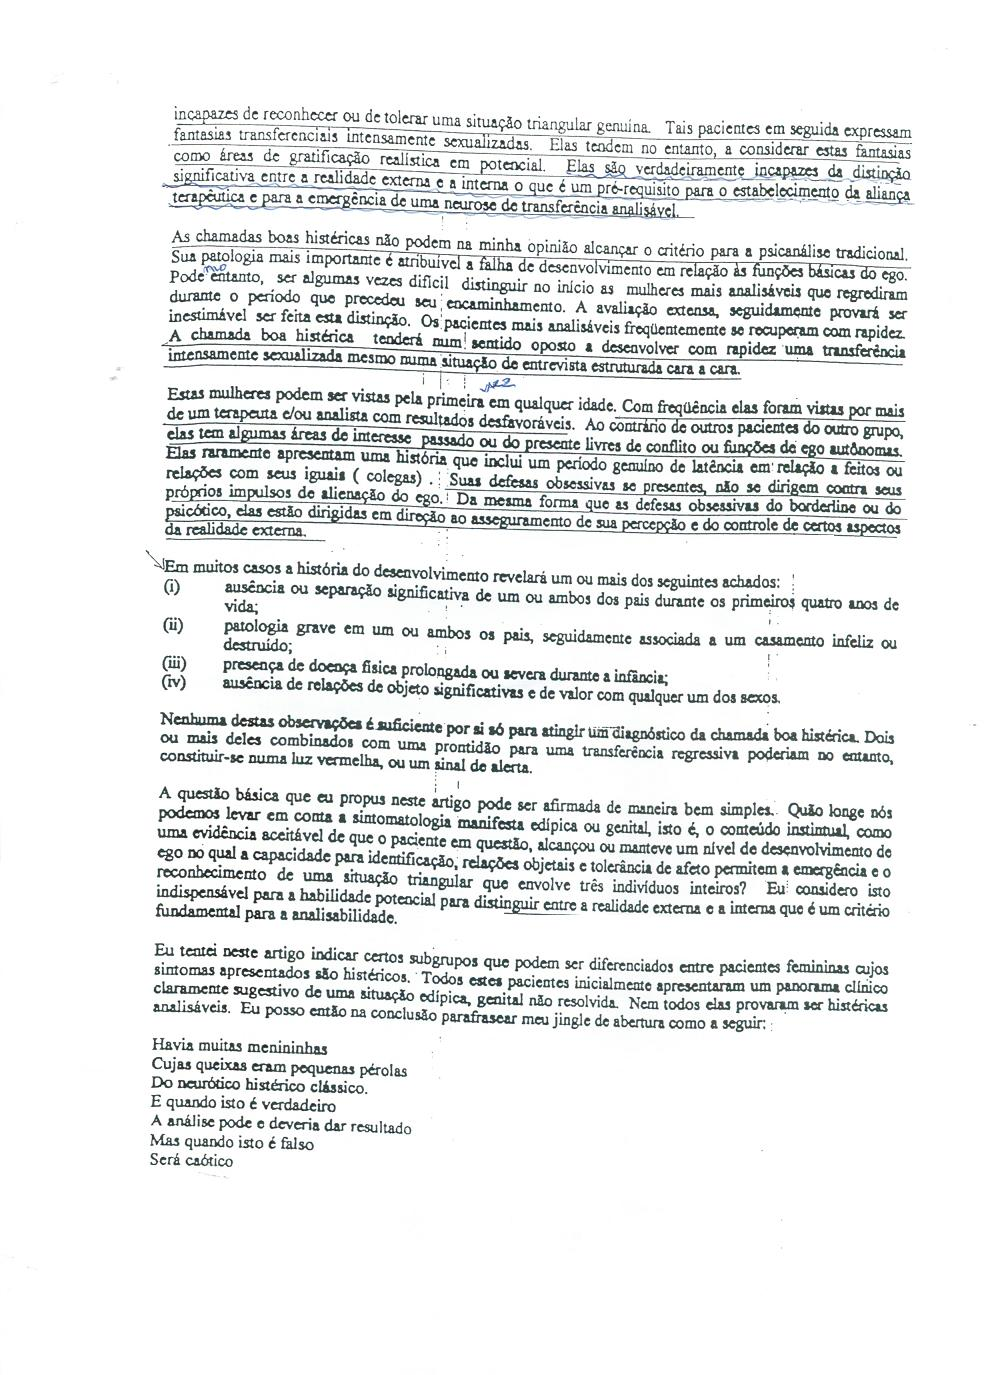 incapazes de reconhecer ou de tolerar uma situação triangular genuína. Tais pacientes em seguida expressam
fantasias transferenciais intensamente sexualizadas. Elas tendem no entanto, a considerar estas fantasias
como áreas de gratificação realística em potencial. Elas são verdadeiramente incapazes da distinção
significativa entre a realidade externa e a interna o que é um pré-requisito para o estabelecimento da aliança
terapêutica e para a emergência de uma neurose de transferência analisável.
As chamadas boas histéricas não podem na minha opinião alcançar o critério para a psicanálise tradicional.
Sua patologia mais importante é atribuível a falha de desenvolvimento em relação às funções básicas do ego.
Pode no entanto, ser algumas vezes difícil distinguir no início as mulheres mais analisáveis que regrediram
durante o período que precedeu seu encaminhamento. A avaliação extensa, seguidamente provará ser
inestimável ser feita esta distinção. Os pacientes mais analisáveis freqüentemente se recuperam com rapidez.
A chamada boa histérica tenderá num sentido oposto a desenvolver com rapidez uma transferência
intensamente sexualizada mesmo numa situação de entrevista estruturada cara a cara.
Estas mulheres podem ser vistas pela primeira vez em qualquer idade. Com freqüência elas foram vistas por mais
de um terapeuta e/ou analista com resultados desfavoráveis. Ao contrário de outros pacientes do outro grupo,
elas tem algumas áreas de interesse passado ou do presente livres de conflito ou funções de ego autônomas.
Elas raramente apresentam uma história que inclui um período genuíno de latência em relação a feitos ou
relações com seus iguais ( colegas) . Suas defesas obsessivas se presentes, não se dirigem contra seus
próprios impulsos de alienação do ego. Da mesma forma que as defesas obsessivas do borderline ou do
psicótico, elas estão dirigidas em direção ao asseguramento de sua percepção e do controle de certos aspectos
da realidade externa.
Em muitos casos a história do desenvolvimento revelará um ou mais dos seguintes achados:
(i) ausência ou separação significativa de um ou ambos dos pais durante os primeiros quatro anos de
vida;
(ii) patologia grave em um ou ambos os pais, seguidamente associada a um casamento infeliz ou
destruído;
(iii) presença de doença física prolongada ou severa durante a infância;
(iv) ausência de relações de objeto significativas e de valor com qualquer um dos sexos.
Nenhuma destas observações é suficiente por si só para atingir um diagnóstico da chamada boa histérica. Dois
ou mais deles combinados com uma prontidão para uma transferência regressiva poderiam no entanto,
constituir-se numa luz vermelha, ou um sinal de alerta.
A questão básica que eu propus neste artigo pode ser afirmada de maneira bem simples. Quão longe nós
podemos levar em conta a sintomatologia manifesta edípica ou genital, isto é, o conteúdo instintual, como
uma evidência aceitável de que o paciente em questão, alcançou ou manteve um nível de desenvolvimento de
ego no qual a capacidade para identificação, relações objetais e tolerância de afeto permitem a emergência e o
reconhecimento de uma situação triangular que envolve três indivíduos inteiros? Eu considero isto
indispensável para a habilidade potencial para distinguir entre a realidade externa e a interna que é um critério
fundamental para a analisabilidade.
Eu tentei neste artigo indicar certos subgrupos que podem ser diferenciados entre pacientes femininas cujos
sintomas apresentados são histéricos. Todos estes pacientes inicialmente apresentaram um panorama clínico
claramente sugestivo de uma situação edípica, genital não resolvida. Nem todos elas provaram ser histéricas
analisáveis. Eu posso então na conclusão parafrasear meu jingle de abertura como a seguir:
Havia muitas menininhas
Cujas queixas eram pequenas pérolas
Do neurótico histérico clássico.
E quando isto é verdadeiro
A análise pode e deveria dar resultado
Mas quando isto é falso
Será caótico